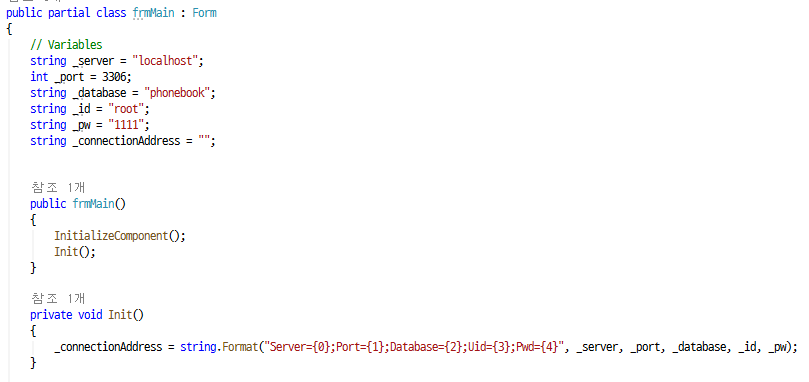 public partial class frmMain : Form
{
// Variables
string _server = "localhost";
int _port = 3306;
string _database = "phonebook";
string _id = "root";
string _pw = "1111";
string _connectionAddress = "";
참조 1개
public frmMain()
{
InitializeComponent();
Init();
}
참조 1개
private void Init()
{
_connectionAddress = string.Format("Server={0};Port={1};Database={2};Uid={3};Pwd={4}", _server, _port, _database, _id, _pw);
}